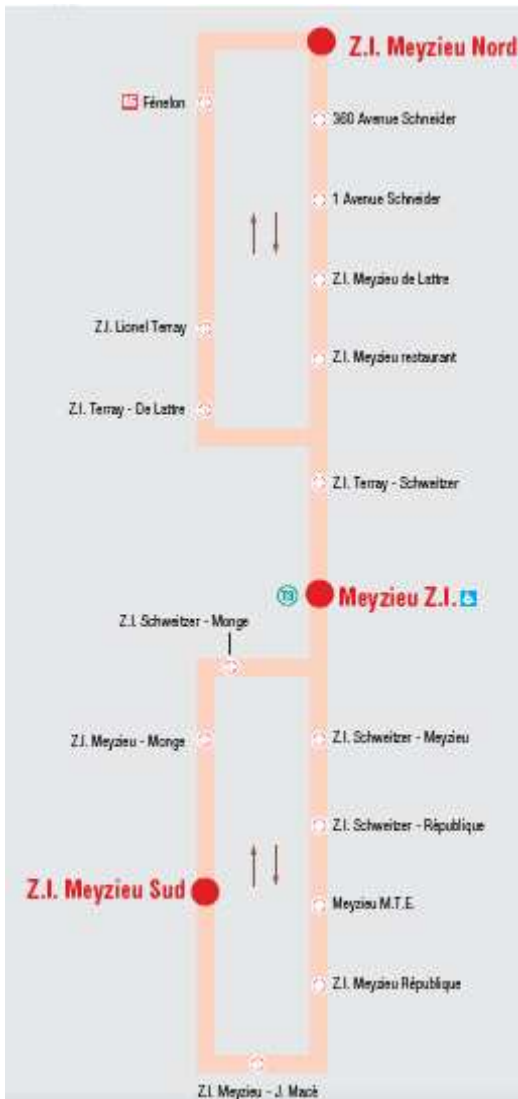 Z.I. Meyzieu Nord
Fénelon
360 Avenue Schneider
1 Avenue Schneider
Z.I. Meyzieu de Lattre
Z.I. Lionel Terray
Z.I. Meyzieu restaurant
Z.I. Terray - De Lattre
Z.I. Terray - Schweitzer
T3 Meyzieu Z.I.
Z.I. Schweitzer - Monge
Z.I. Meyzieu - Monge
Z.I. Schweitzer - Meyzieu
Z.I. Schweitzer - République
Z.I. Meyzieu Sud
Meyzieu M.T.E.
Z.I. Meyzieu République
Z.I. Meyzieu - J. Macé